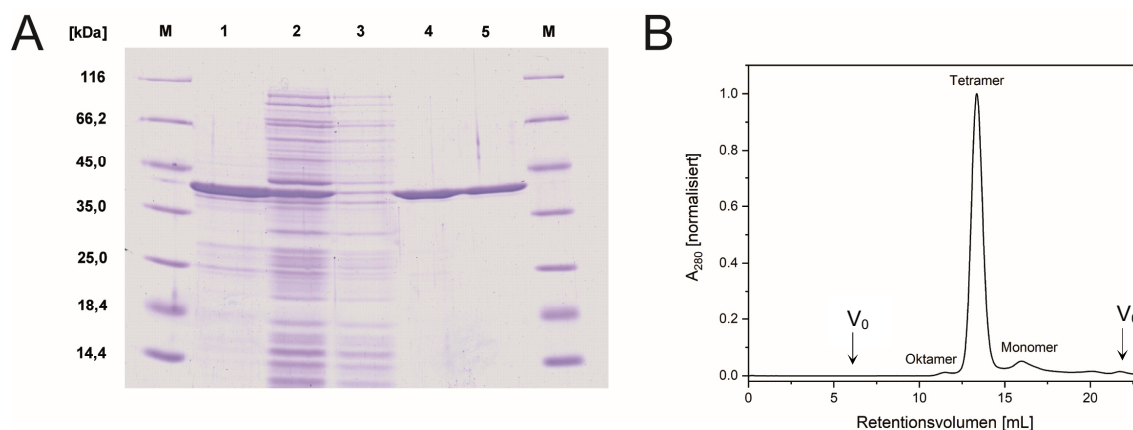 A
[kDa] M 1 2 3 4 5 M
116
66,2
45,0
35,0
25,0
18,4
14,4
B
Tetramer
Oktamer
Monomer
V0
1.0
0.8
0.6
0.4
0.2
0.0
A280 [normalisiert]
0 5 10 15 20
Retentionsvolumen [mL]